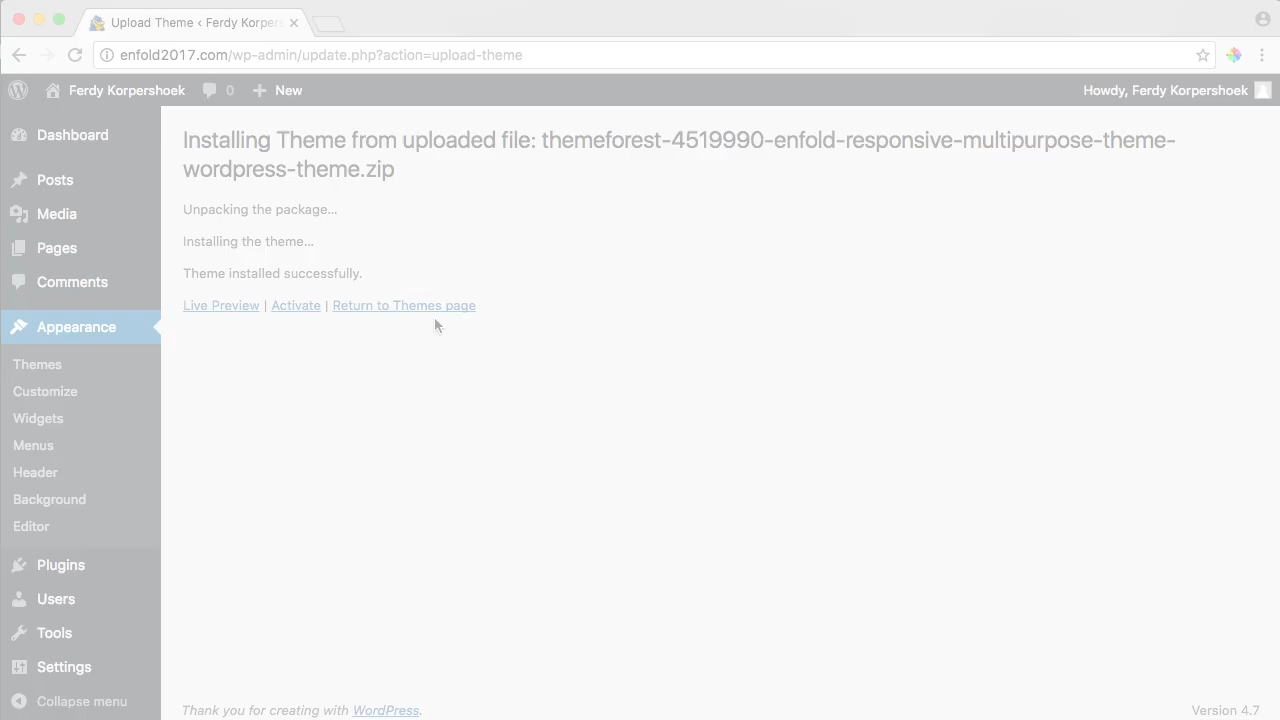 Upload Theme ‹ Ferdy Korpers
enfold2017.com/wp-admin/update.php?action=upload-theme
Ferdy Korpershoek 0 New Howdy, Ferdy Korpershoek
Dashboard
Posts
Media
Pages
Comments
Appearance
Themes
Customize
Widgets
Menus
Header
Background
Editor
Plugins
Users
Tools
Settings
Collapse menu
Installing Theme from uploaded file: themeforest-4519990-enfold-responsive-multipurpose-theme-
wordpress-theme.zip
Unpacking the package...
Installing the theme...
Theme installed successfully.
Live Preview | Activate | Return to Themes page
Thank you for creating with WordPress. Version 4.7